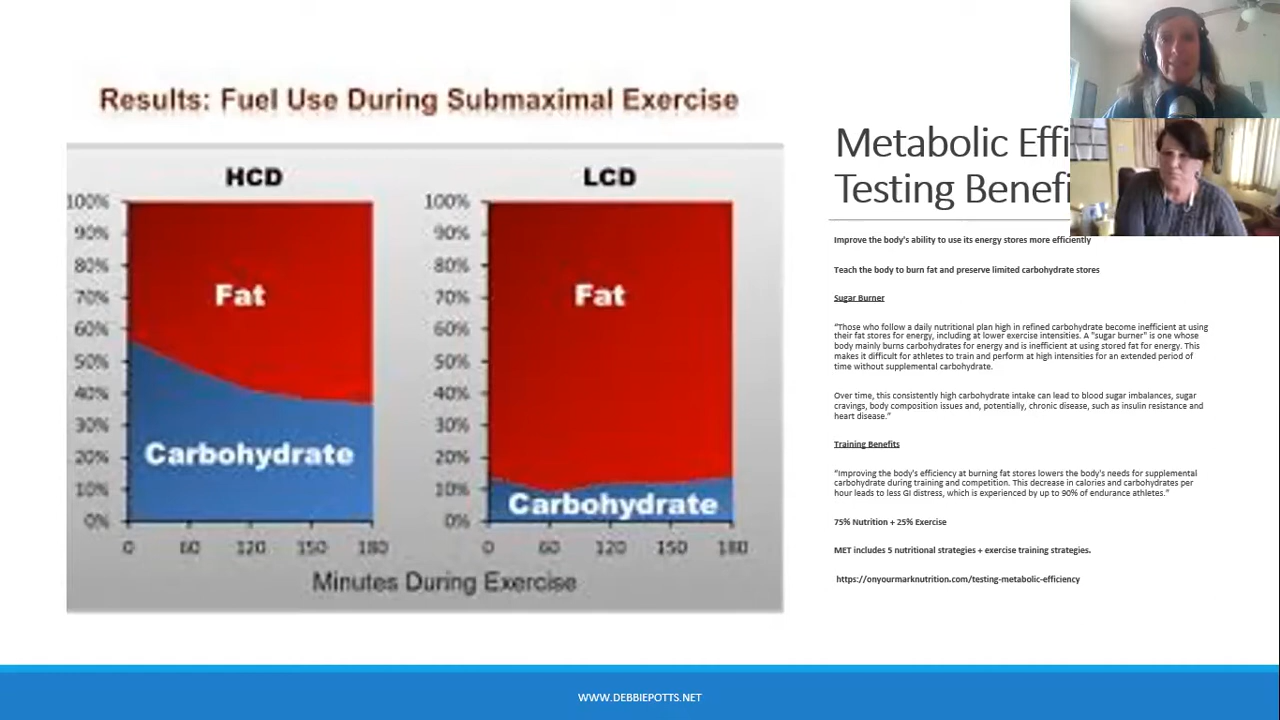 Results: Fuel Use During Submaximal Exercise
HCD
100%
90%
80%
70%
60%
50%
40%
30%
20%
10%
0%
Fat
Carbohydrate
0 60 120 150 180
LCD
100%
90%
80%
70%
60%
50%
40%
30%
20%
10%
0%
Fat
Carbohydrate
0 60 120 150 180
Minutes During Exercise
Metabolic Effi
Testing Benefi
Improve the body's ability to use its energy stores more efficiently
Teach the body to burn fat and preserve limited carbohydrate stores
Sugar Burner
"Those who follow a daily nutritional plan high in refined carbohydrate become inefficient at using
their fat stores for energy, including at lower exercise intensities. A "sugar burner" is one whose
body mainly burns carbohydrates for energy and is inefficient at using stored fat for energy. This
makes it difficult for athletes to train and perform at high intensities for an extended period of
time without supplemental carbohydrate.
Over time, this consistently high carbohydrate intake can lead to blood sugar imbalances, sugar
cravings, body composition issues and, potentially, chronic disease, such as insulin resistance and
heart disease."
Training Benefits
"Improving the body's efficiency at burning fat stores lowers the body's needs for supplemental
carbohydrate during training and competition. This decrease in calories and carbohydrates per
hour leads to less GI distress, which is experienced by up to 90% of endurance athletes."
75% Nutrition + 25% Exercise
MET includes 5 nutritional strategies + exercise training strategies.
https://onyourmarknutrition.com/testing-metabolic-efficiency
WWW.DEBBIEPOTTS.NET